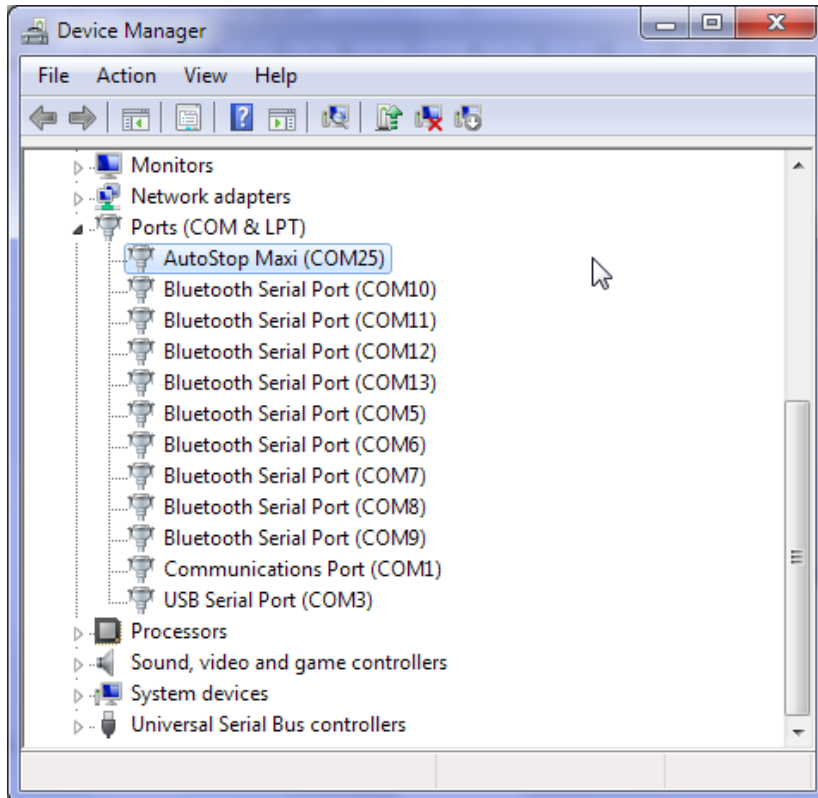 Device Manager
File Action View Help
Monitors
Network adapters
Ports (COM & LPT)
AutoStop Maxi (COM25)
Bluetooth Serial Port (COM10)
Bluetooth Serial Port (COM11)
Bluetooth Serial Port (COM12)
Bluetooth Serial Port (COM13)
Bluetooth Serial Port (COM5)
Bluetooth Serial Port (COM6)
Bluetooth Serial Port (COM7)
Bluetooth Serial Port (COM8)
Bluetooth Serial Port (COM9)
Communications Port (COM1)
USB Serial Port (COM3)
Processors
Sound, video and game controllers
System devices
Universal Serial Bus controllers